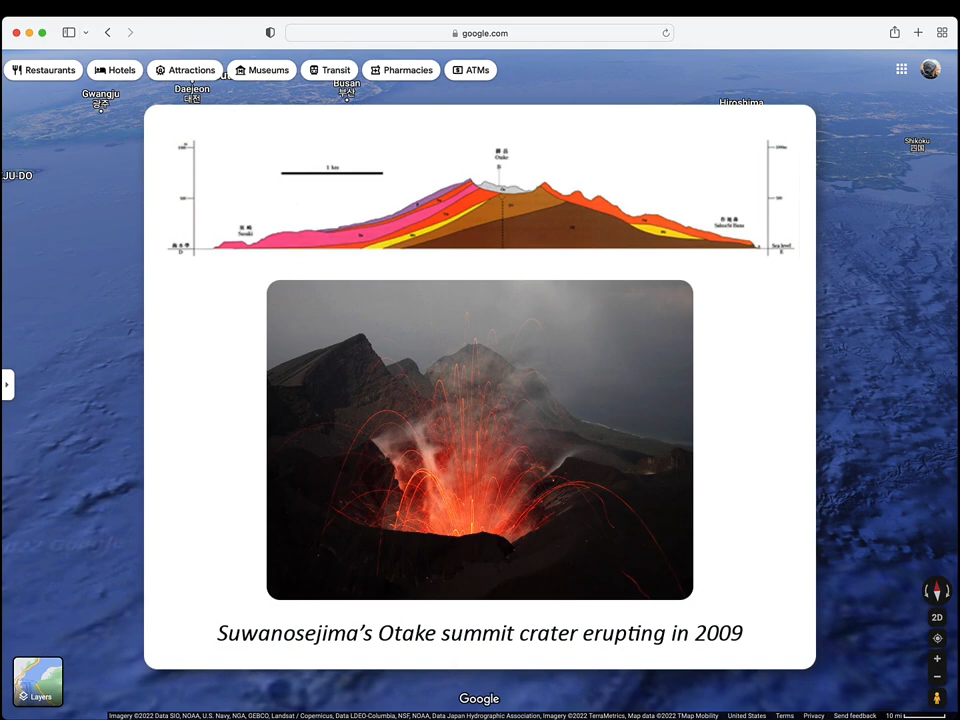 google.com
Restaurants
Hotels
Attractions
Museums
Transit
Pharmacies
ATMs
Gwangju
광주
Daejeon
대전
Busan
부산
Hiroshima
Shikoku
四国
JU-DO
Otake
1 km
Sea level
Suwanosejima’s Otake summit crater erupting in 2009
2D
Layers
Google
Imagery ©2022 Data SIO, NOAA, U.S. Navy, NGA, GEBCO, Landsat / Copernicus, Data LDEO-Columbia, NSF, NOAA, Data Japan Hydrographic Association, Imagery ©2022 TerraMetrics, Map data ©2022 TMap Mobility United States Terms Privacy Send feedback 10 mi